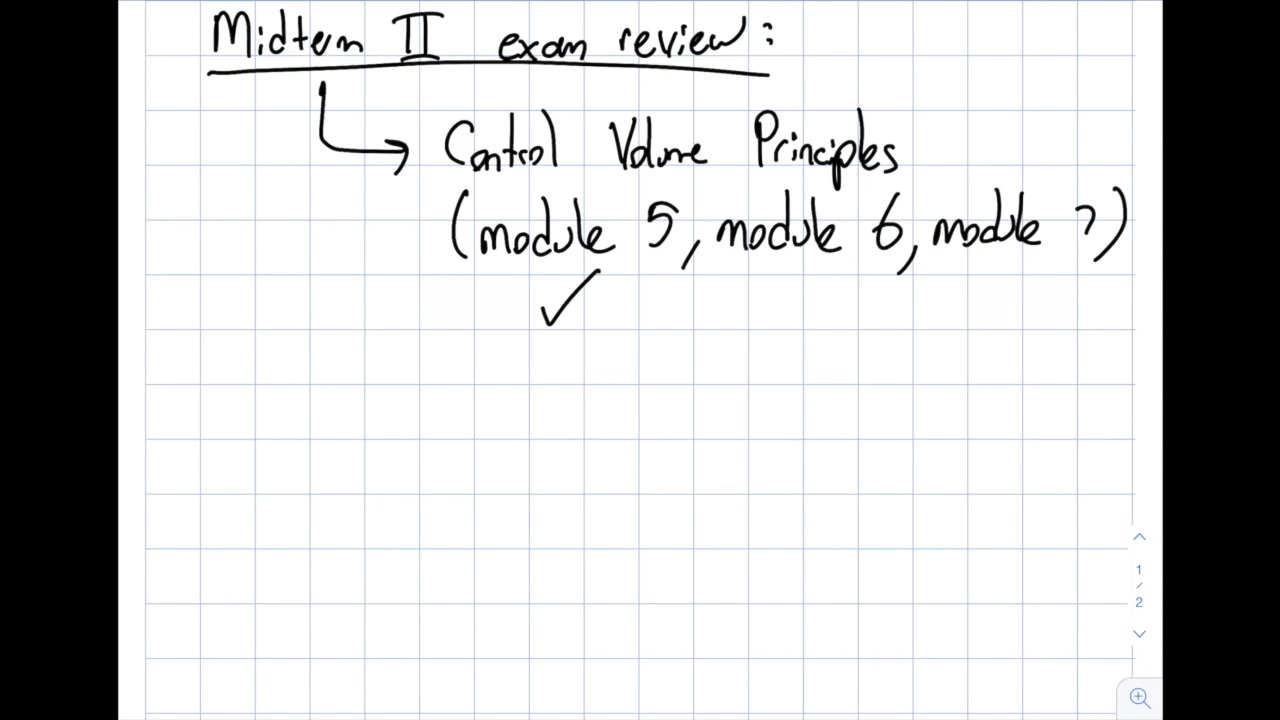 Midterm II exam review:
Control Volume Principles
(module 5, module 6, module 7)
1
/
2